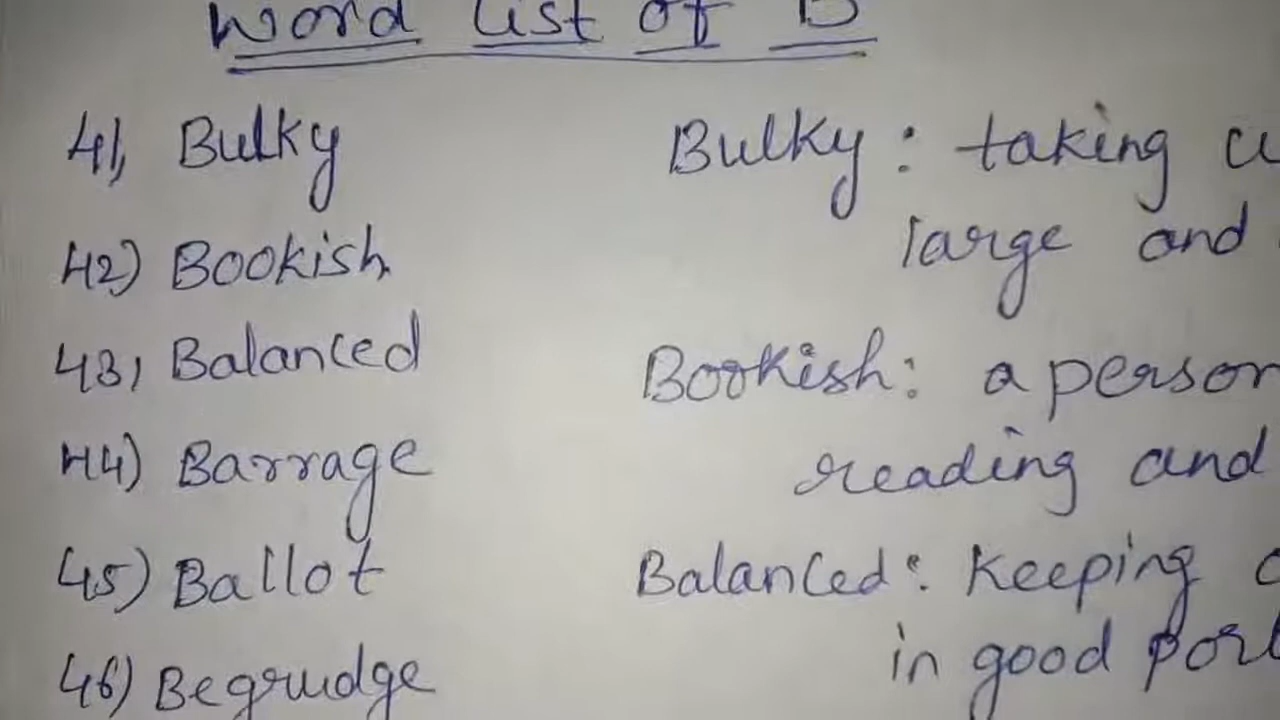 Word list of B
41, Bulky
42) Bookish
43, Balanced
44) Barrage
45) Ballot
46) Begrudge
Bulky: taking
large and
Bookish: a person
reading and
Balanced: Keeping
in good